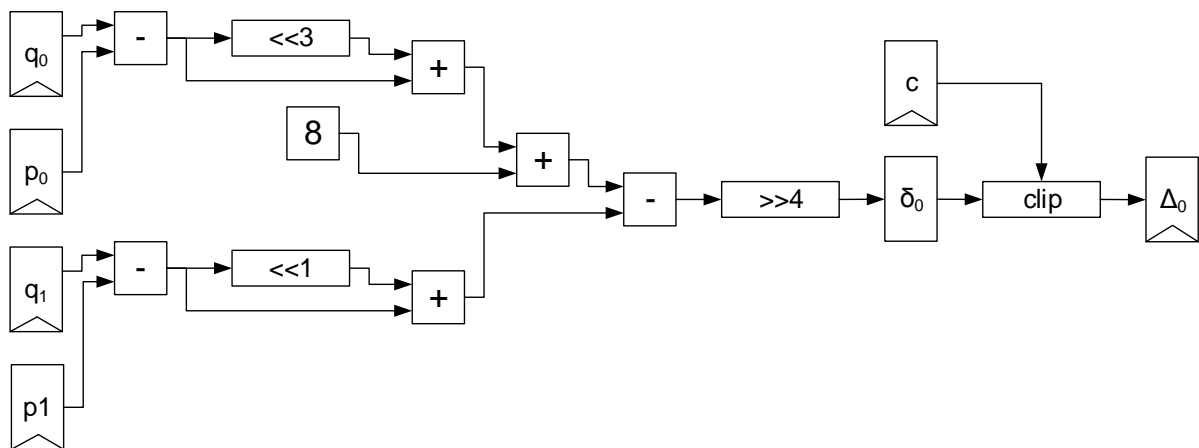 q₀
-
<<3
+
p₀
8
+
c
-
>>4
δ₀
clip
Δ₀
q₁
-
<<1
+
p1